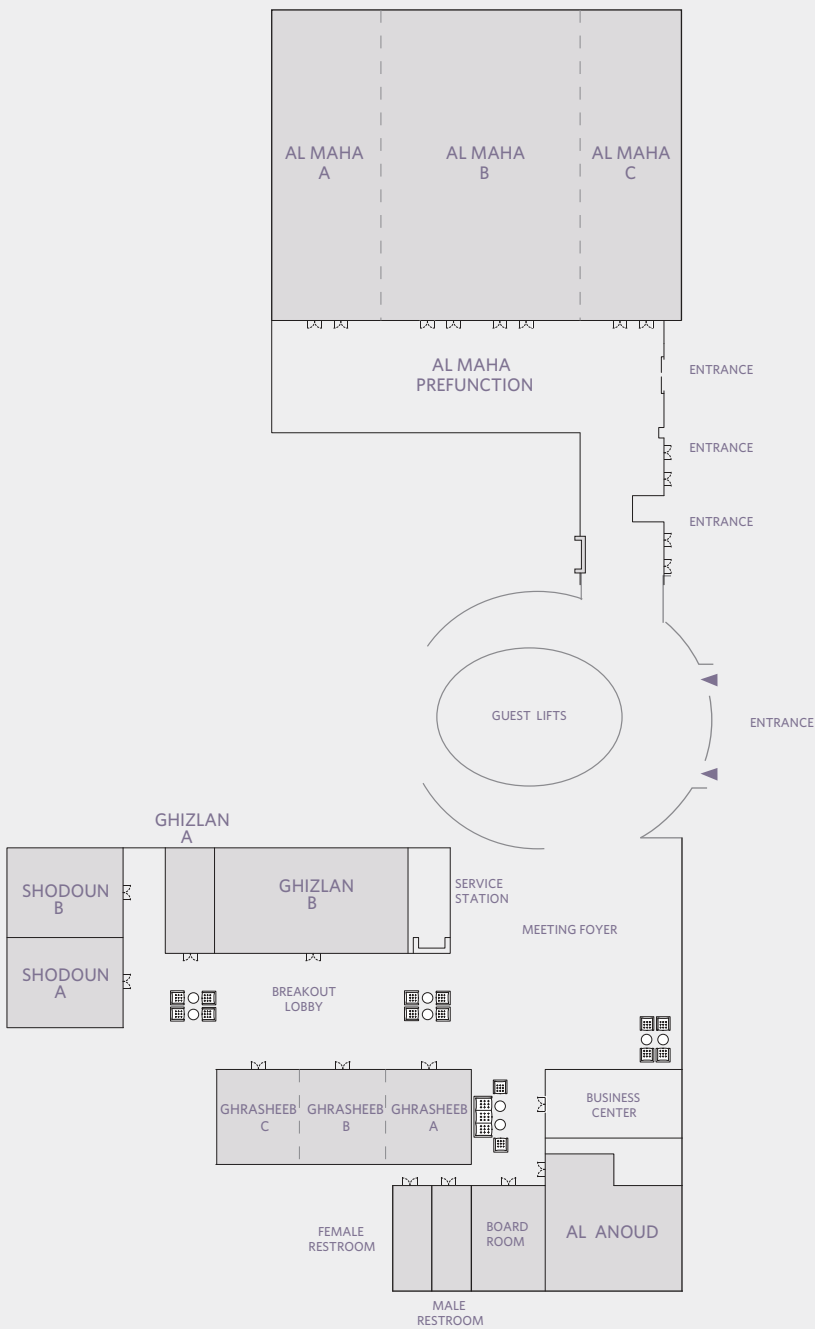 AL MAHA
A
AL MAHA
B
AL MAHA
C
AL MAHA
PREFUNCTION
ENTRANCE
ENTRANCE
ENTRANCE
GUEST LIFTS
ENTRANCE
GHIZLAN
A
SHODOUN
B
GHIZLAN
B
SERVICE
STATION
MEETING FOYER
SHODOUN
A
BREAKOUT
LOBBY
GHRASHEEB
C
GHRASHEEB
B
GHRASHEEB
A
BUSINESS
CENTER
FEMALE
RESTROOM
BOARD
ROOM
AL ANOUD
MALE
RESTROOM